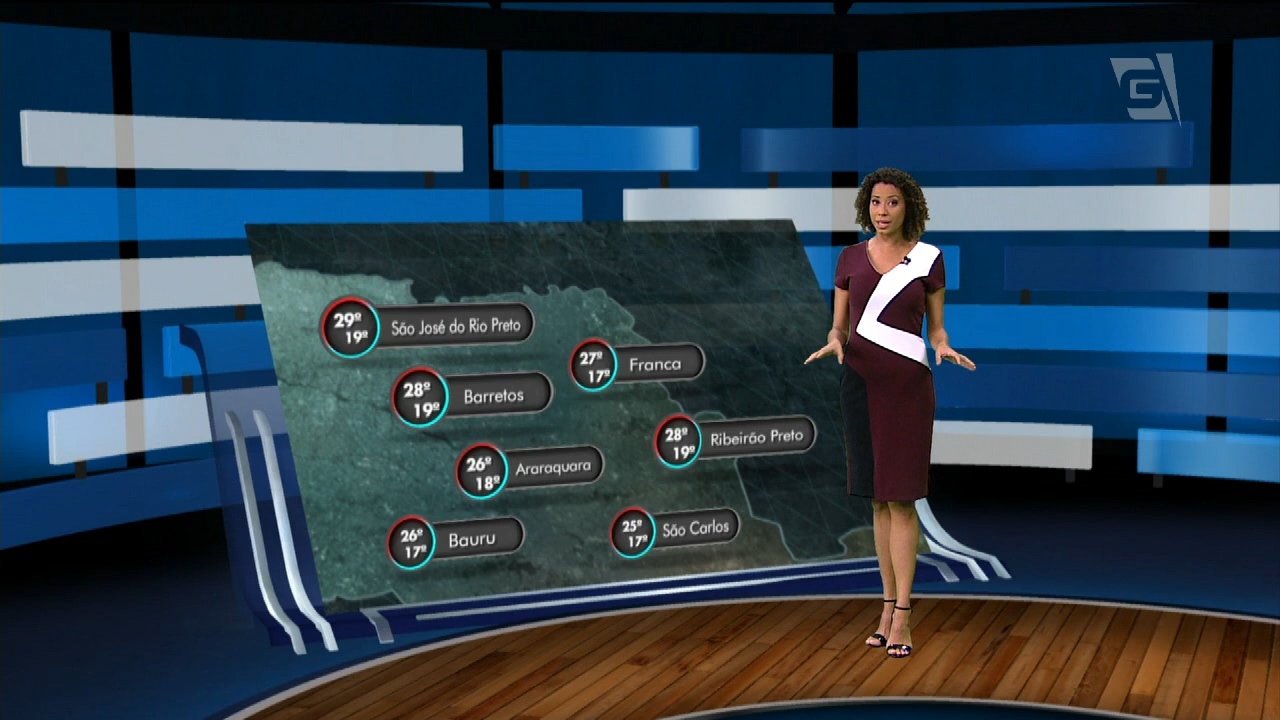 29º
19º
São José do Rio Preto
27º
17º
Franca
28º
19º
Barretos
28º
19º
Ribeirão Preto
26º
18º
Araraquara
26º
17º
Bauru
25º
17º
São Carlos